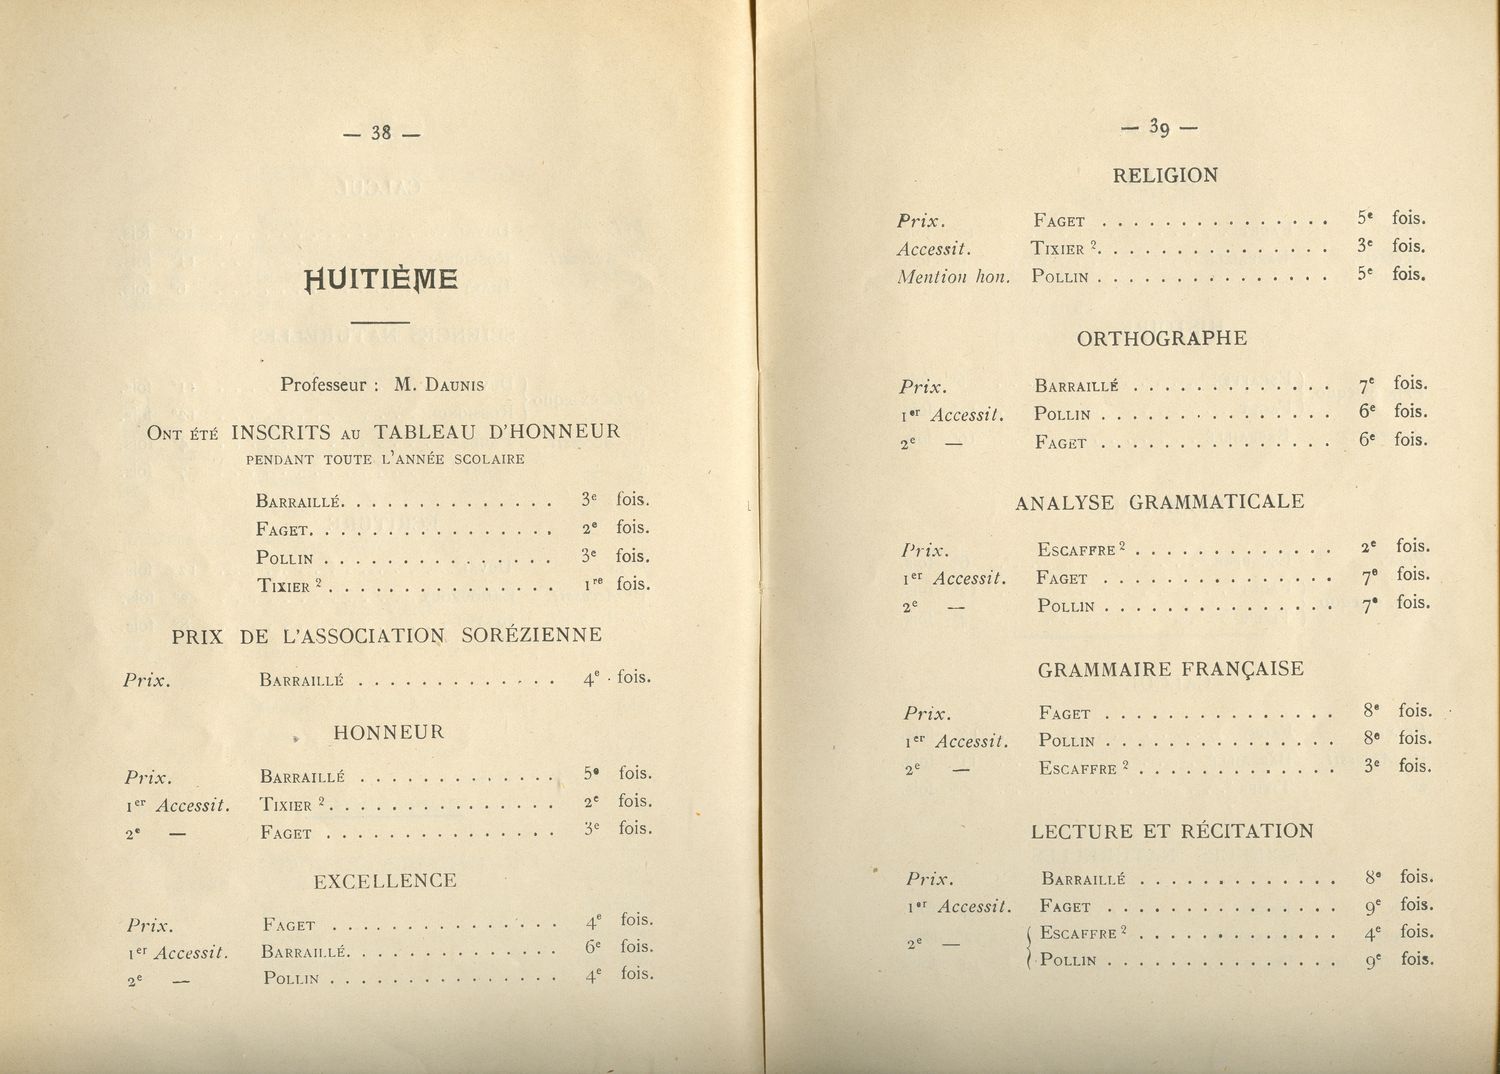 — 38 —
HUITIÈME
Professeur : M. DAUNIS
ONT ÉTÉ INSCRITS AU TABLEAU D'HONNEUR
PENDANT TOUTE L'ANNÉE SCOLAIRE
BARRAILLÉ. . . . . . . . . . . . . . 3e fois.
FAGET. . . . . . . . . . . . . . . . 2e fois.
POLLIN . . . . . . . . . . . . . . . 3e fois.
TIXIER 2. . . . . . . . . . . . . . . 1re fois.
PRIX DE L'ASSOCIATION SORÉZIENNE
Prix. BARRAILLÉ . . . . . . . . . . . . . 4e fois.
HONNEUR
Prix. BARRAILLÉ . . . . . . . . . . . . . 5e fois.
1er Accessit. TIXIER 2. . . . . . . . . . . . . . . 2e fois.
2e — FAGET . . . . . . . . . . . . . . . 3e fois.
EXCELLENCE
Prix. FAGET . . . . . . . . . . . . . . . 4e fois.
1er Accessit. BARRAILLÉ. . . . . . . . . . . . . . 6e fois.
2e — POLLIN . . . . . . . . . . . . . . . 4e fois.
— 39 —
RELIGION
Prix. FAGET . . . . . . . . . . . . . . . 5e fois.
Accessit. TIXIER 2. . . . . . . . . . . . . . . 3e fois.
Mention hon. POLLIN . . . . . . . . . . . . . . . 5e fois.
ORTHOGRAPHE
Prix. BARRAILLÉ . . . . . . . . . . . . . 7e fois.
1er Accessit. POLLIN . . . . . . . . . . . . . . . 6e fois.
2e — FAGET . . . . . . . . . . . . . . . 6e fois.
ANALYSE GRAMMATICALE
Prix. ESCAFFRE 2 . . . . . . . . . . . . . 2e fois.
1er Accessit. FAGET . . . . . . . . . . . . . . . 7e fois.
2e — POLLIN . . . . . . . . . . . . . . . 7e fois.
GRAMMAIRE FRANÇAISE
Prix. FAGET . . . . . . . . . . . . . . . 8e fois.
1er Accessit. POLLIN . . . . . . . . . . . . . . . 8e fois.
2e — ESCAFFRE 2 . . . . . . . . . . . . . 3e fois.
LECTURE ET RÉCITATION
Prix. BARRAILLÉ . . . . . . . . . . . . . 8e fois.
1er Accessit. FAGET . . . . . . . . . . . . . . . 9e fois.
2e — { ESCAFFRE 2 . . . . . . . . . . . . . 4e fois.
POLLIN . . . . . . . . . . . . . . . 9e fois.